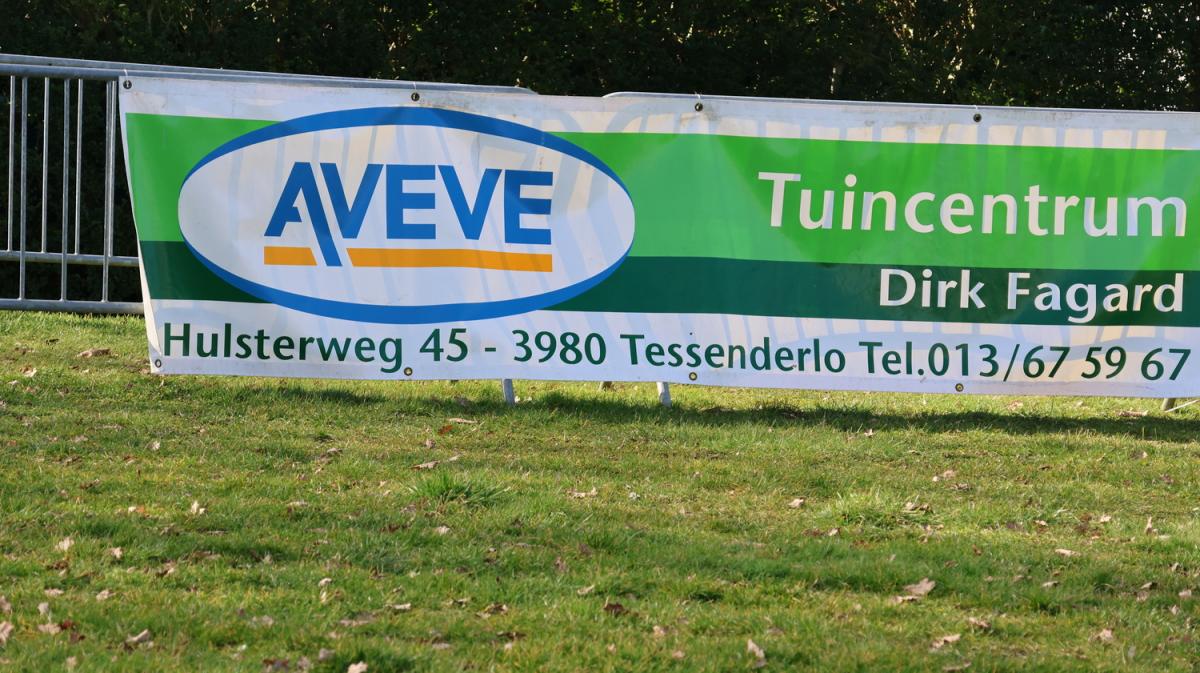 AVEVE
Tuincentrum
Dirk Fagard
Hulsterweg 45 - 3980 Tessenderlo Tel.013/67 59 67